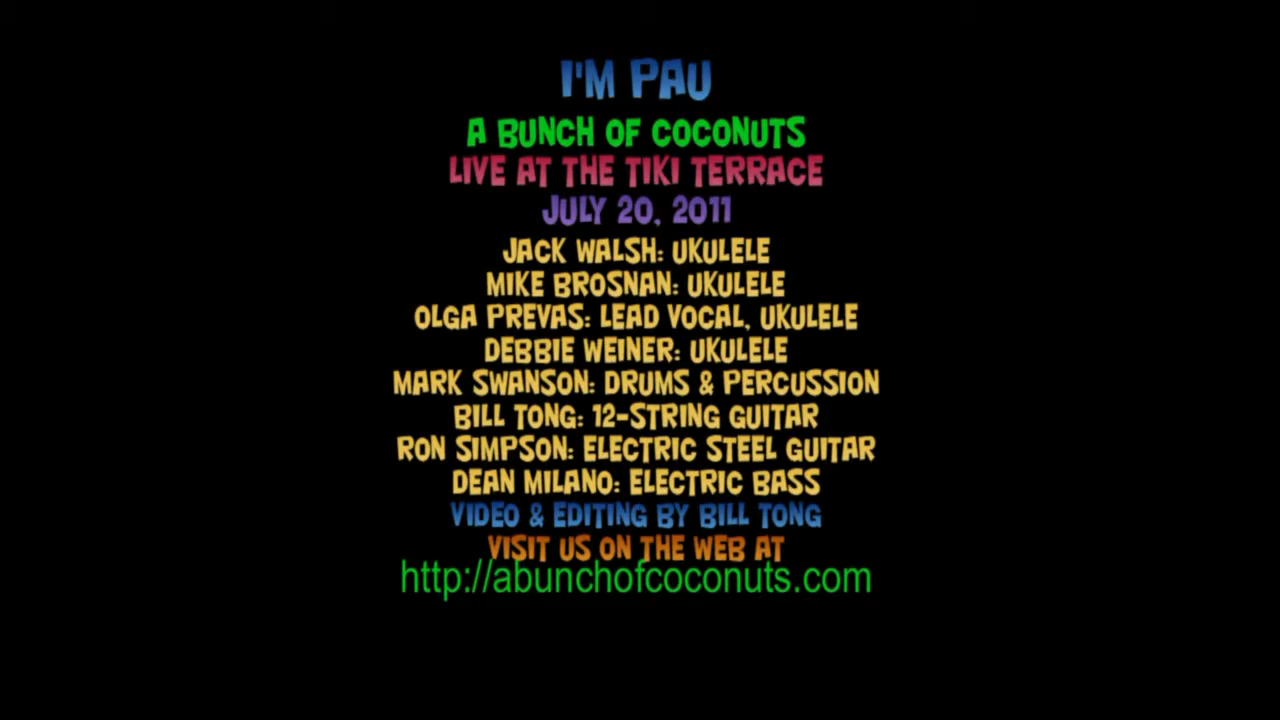 I'M PAU
A BUNCH OF COCONUTS
LIVE AT THE TIKI TERRACE
JULY 20, 2011
JACK WALSH: UKULELE
MIKE BROSNAN: UKULELE
OLGA PREVAS: LEAD VOCAL, UKULELE
DEBBIE WEINER: UKULELE
MARK SWANSON: DRUMS & PERCUSSION
BILL TONG: 12-STRING GUITAR
RON SIMPSON: ELECTRIC STEEL GUITAR
DEAN MILANO: ELECTRIC BASS
VIDEO & EDITING BY BILL TONG
VISIT US ON THE WEB AT
http://abunchofcoconuts.com